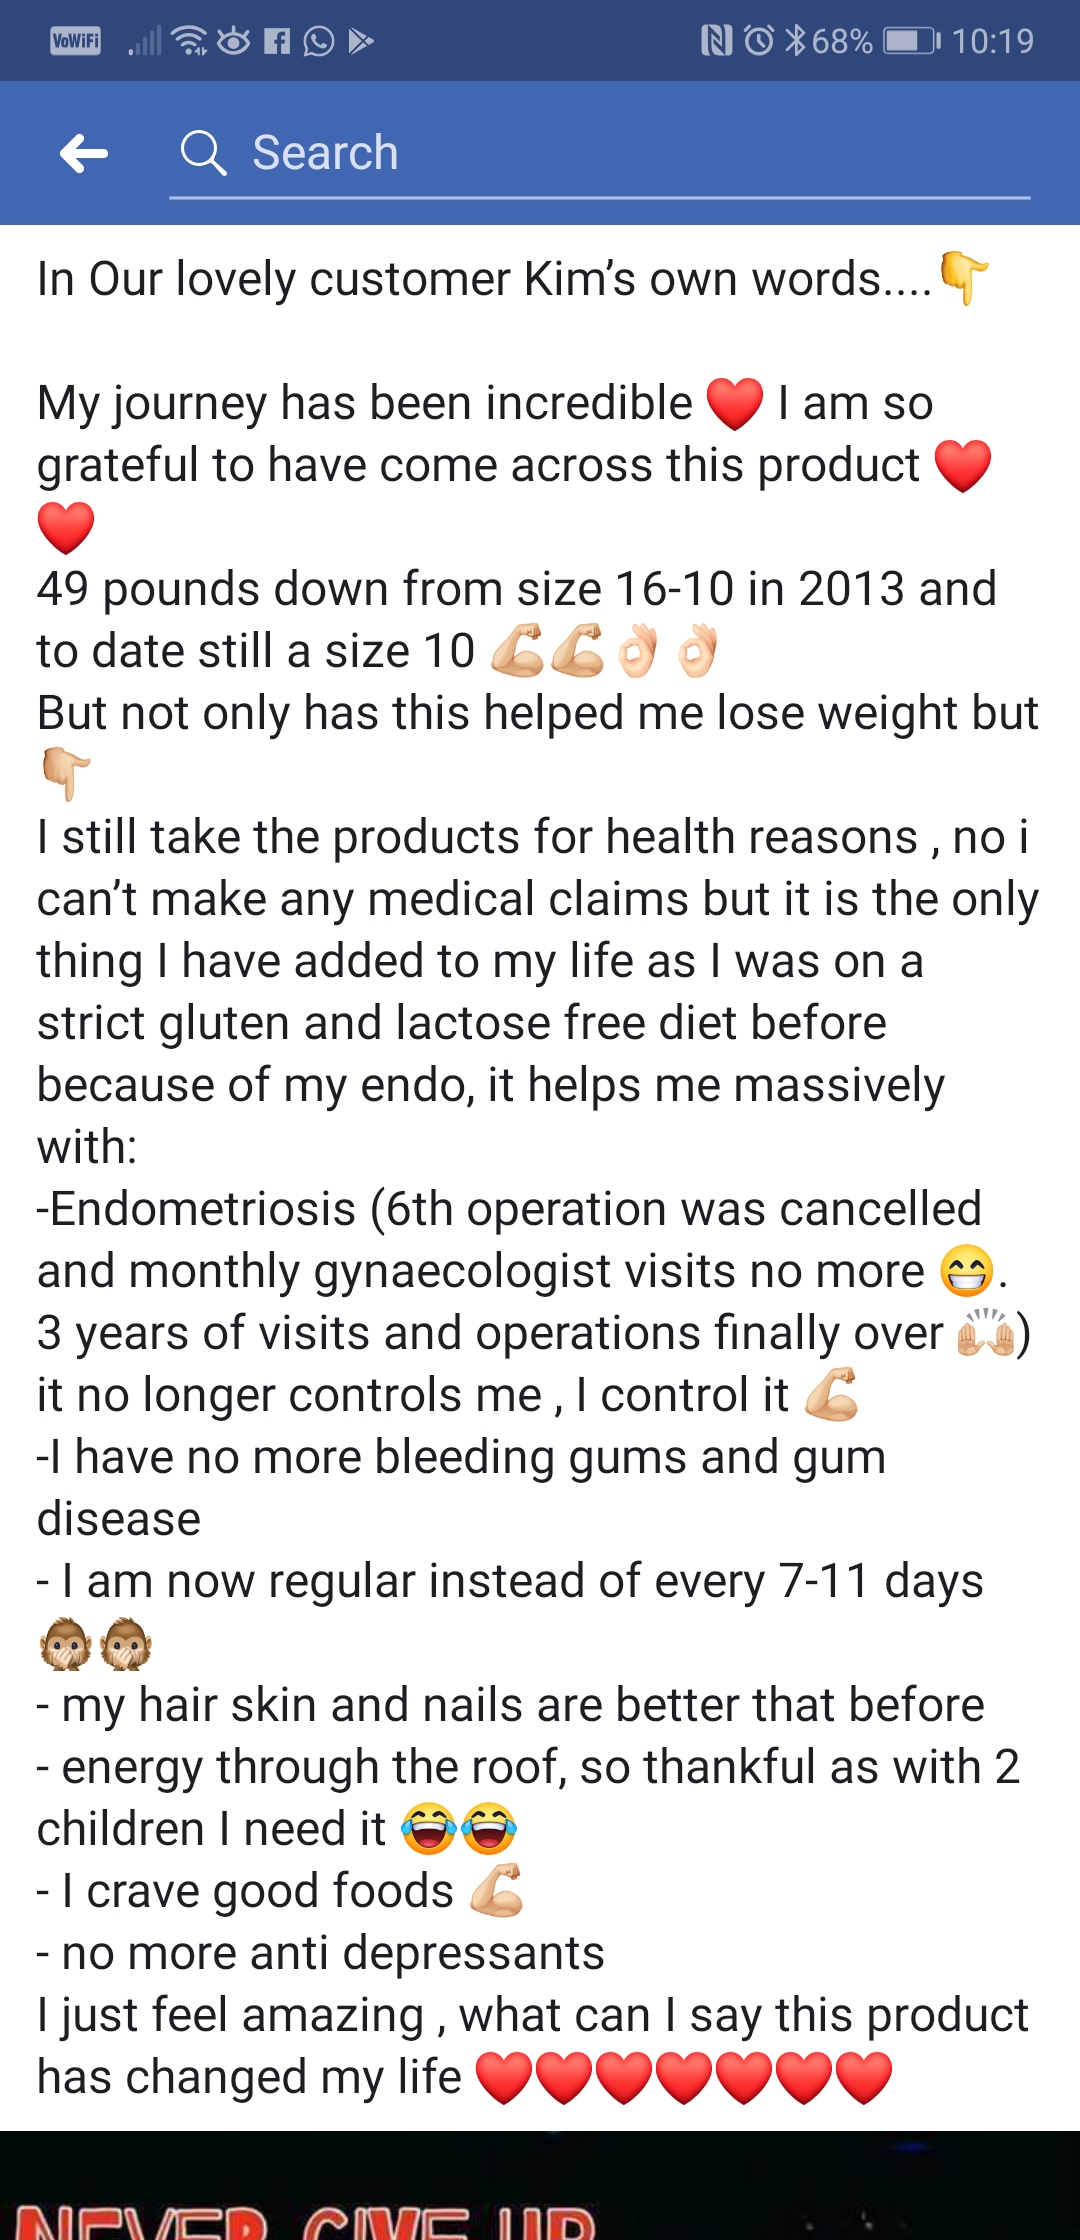 VoWiFi 68% 10:19
Search
In Our lovely customer Kim’s own words....👇
My journey has been incredible ❤️ I am so
grateful to have come across this product ❤️
❤️
49 pounds down from size 16-10 in 2013 and
to date still a size 10 💪🏼💪🏼👌🏻👌🏻
But not only has this helped me lose weight but
👇🏼
I still take the products for health reasons , no i
can’t make any medical claims but it is the only
thing I have added to my life as I was on a
strict gluten and lactose free diet before
because of my endo, it helps me massively
with:
-Endometriosis (6th operation was cancelled
and monthly gynaecologist visits no more 😁.
3 years of visits and operations finally over 🙌🏼)
it no longer controls me , I control it 💪🏼
-I have no more bleeding gums and gum
disease
- I am now regular instead of every 7-11 days
🙊🙊
- my hair skin and nails are better that before
- energy through the roof, so thankful as with 2
children I need it 😂😂
- I crave good foods 💪🏼
- no more anti depressants
I just feel amazing , what can I say this product
has changed my life ❤️❤️❤️❤️❤️❤️❤️
NEVER GIVE UP